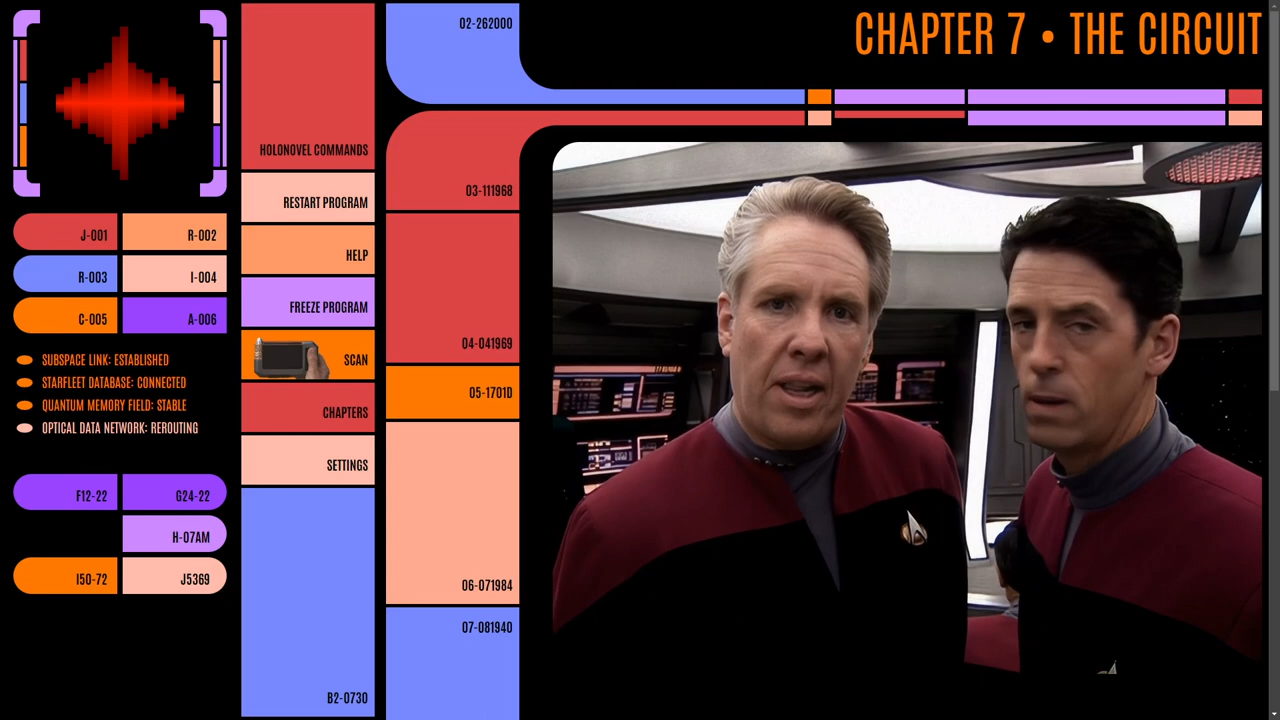 CHAPTER 7 • THE CIRCUIT
J-001
R-002
R-003
I-004
C-005
A-006
SUBSPACE LINK: ESTABLISHED
STARFLEET DATABASE: CONNECTED
QUANTUM MEMORY FIELD: STABLE
OPTICAL DATA NETWORK: REROUTING
F12-22
G24-22
H-07AM
I50-72
J5369
HOLONOVEL COMMANDS
RESTART PROGRAM
HELP
FREEZE PROGRAM
SCAN
CHAPTERS
SETTINGS
B2-0730
02-262000
03-111968
04-041969
05-1701D
06-071984
07-081940